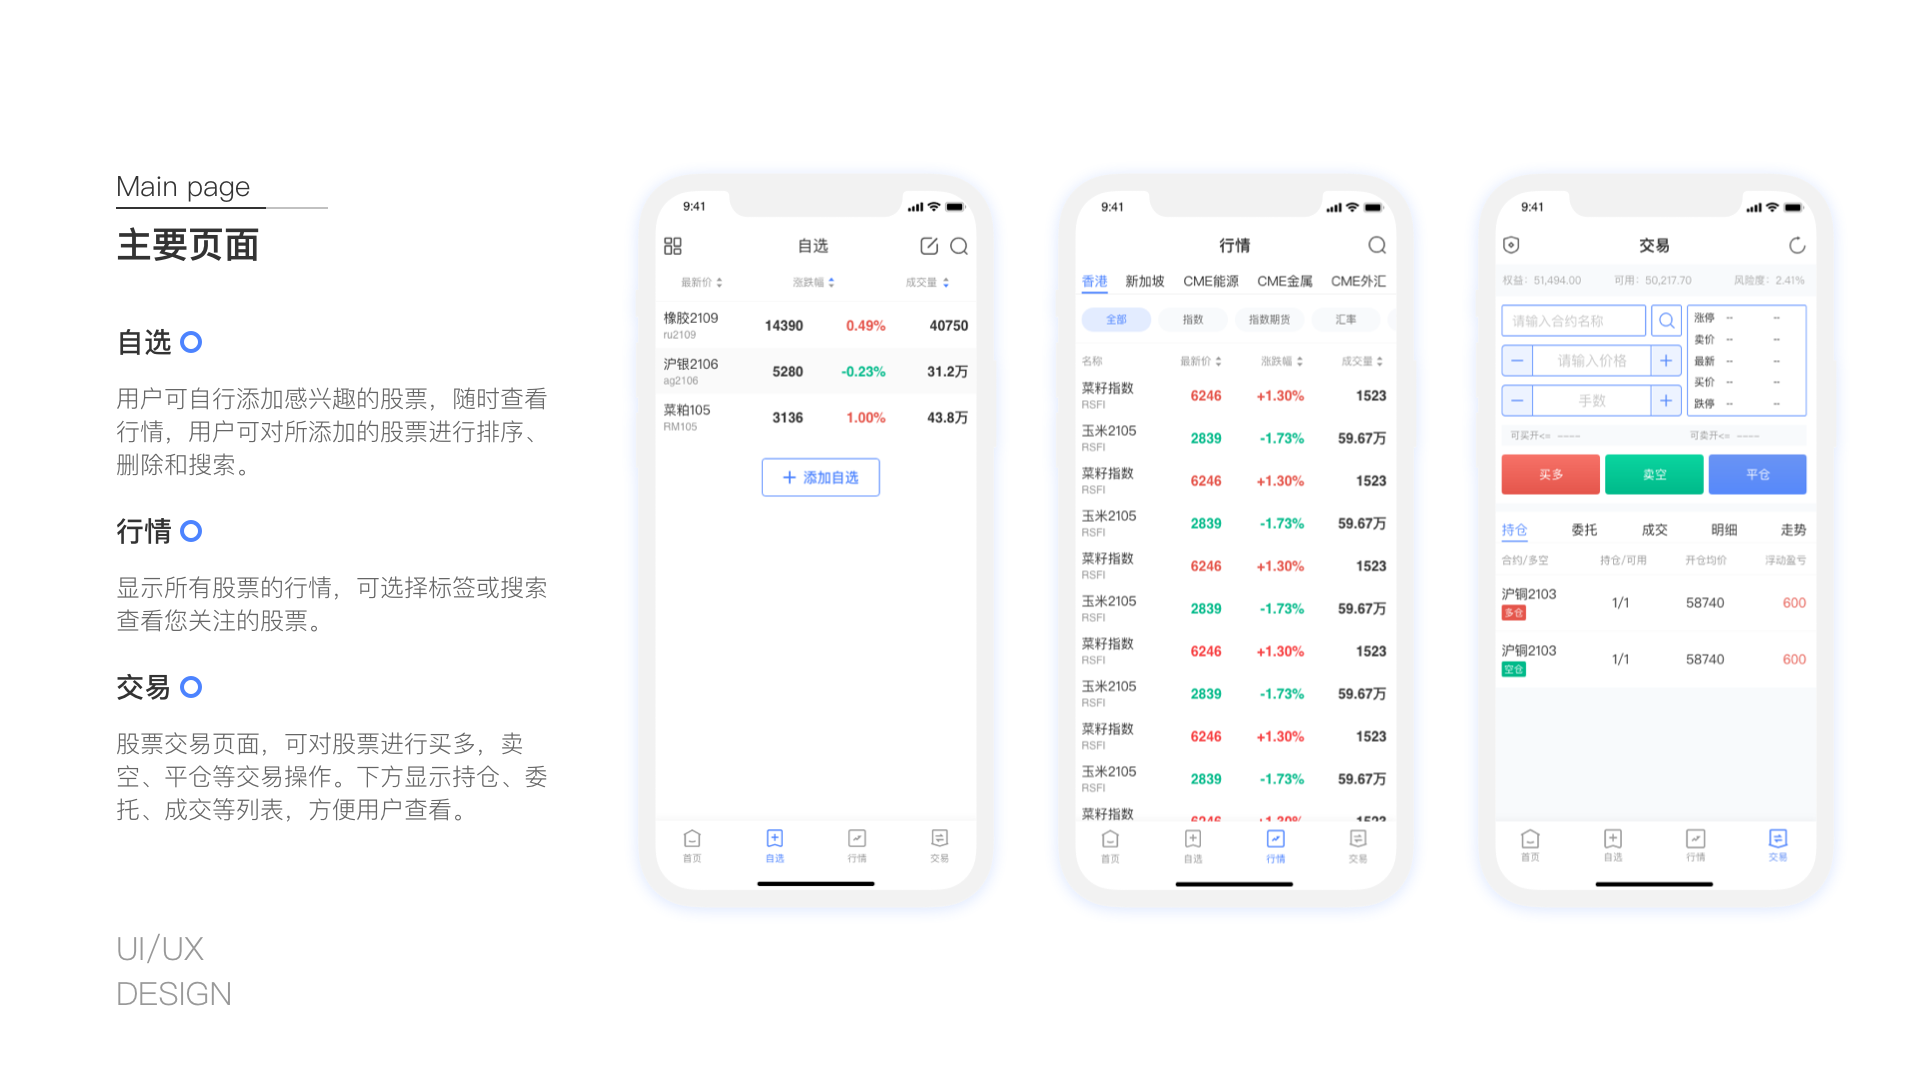 Main page
主要页面
自选
用户可自行添加感兴趣的股票，随时查看
行情，用户可对所添加的股票进行排序、
删除和搜索。
行情
显示所有股票的行情，可选择标签或搜索
查看您关注的股票。
交易
股票交易页面，可对股票进行买多，卖
空、平仓等交易操作。下方显示持仓、委
托、成交等列表，方便用户查看。
UI/UX
DESIGN
9:41
自选
最新价 涨跌幅 成交量
橡胶2109 14390 0.49% 40750
ru2109
沪银2106 5280 -0.23% 31.2万
ag2106
菜粕105 3136 1.00% 43.8万
RM105
添加自选
首页 自选 行情 交易
9:41
行情
香港 新加坡 CME能源 CME金属 CME外汇
全部 指数 指数期货 汇率
名称 最新价 涨跌幅 成交量
菜籽指数 6246 +1.30% 1523
RSFI
玉米2105 2839 -1.73% 59.67万
RSFI
菜籽指数 6246 +1.30% 1523
RSFI
玉米2105 2839 -1.73% 59.67万
RSFI
菜籽指数 6246 +1.30% 1523
RSFI
玉米2105 2839 -1.73% 59.67万
RSFI
菜籽指数 6246 +1.30% 1523
RSFI
玉米2105 2839 -1.73% 59.67万
RSFI
菜籽指数 6246 +1.30% 1523
RSFI
玉米2105 2839 -1.73% 59.67万
RSFI
菜籽指数 6246 +1.30% 1523
首页 自选 行情 交易
9:41
交易
权益：51,494.00 可用：50,217.70 风险度：2.41%
请输入合约名称
请输入价格
手数
涨停 -- --
卖价 -- --
最新 -- --
买价 -- --
跌停 -- --
可买开<= ---- 可卖开<= ----
买多 卖空 平仓
持仓 委托 成交 明细 走势
合约/多空 持仓/可用 开仓均价 浮动盈亏
沪铜2103 1/1 58740 600
多仓
沪铜2103 1/1 58740 600
空仓
首页 自选 行情 交易